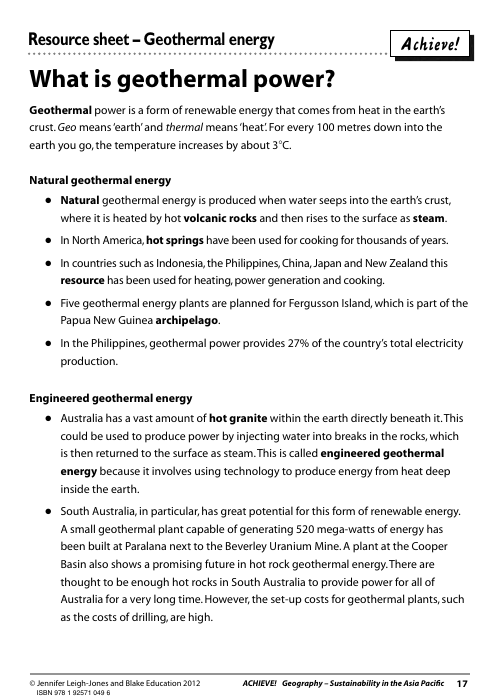 Resource sheet – Geothermal energy
Achieve!
What is geothermal power?
Geothermal power is a form of renewable energy that comes from heat in the earth's
crust. Geo means 'earth' and thermal means 'heat'. For every 100 metres down into the
earth you go, the temperature increases by about 3°C.
Natural geothermal energy
● Natural geothermal energy is produced when water seeps into the earth's crust,
where it is heated by hot volcanic rocks and then rises to the surface as steam.
● In North America, hot springs have been used for cooking for thousands of years.
● In countries such as Indonesia, the Philippines, China, Japan and New Zealand this
resource has been used for heating, power generation and cooking.
● Five geothermal energy plants are planned for Fergusson Island, which is part of the
Papua New Guinea archipelago.
● In the Philippines, geothermal power provides 27% of the country's total electricity
production.
Engineered geothermal energy
● Australia has a vast amount of hot granite within the earth directly beneath it. This
could be used to produce power by injecting water into breaks in the rocks, which
is then returned to the surface as steam. This is called engineered geothermal
energy because it involves using technology to produce energy from heat deep
inside the earth.
● South Australia, in particular, has great potential for this form of renewable energy.
A small geothermal plant capable of generating 520 mega-watts of energy has
been built at Paralana next to the Beverley Uranium Mine. A plant at the Cooper
Basin also shows a promising future in hot rock geothermal energy. There are
thought to be enough hot rocks in South Australia to provide power for all of
Australia for a very long time. However, the set-up costs for geothermal plants, such
as the costs of drilling, are high.
© Jennifer Leigh-Jones and Blake Education 2012
ACHIEVE! Geography – Sustainability in the Asia Pacific 17
ISBN 978 1 92571 049 6